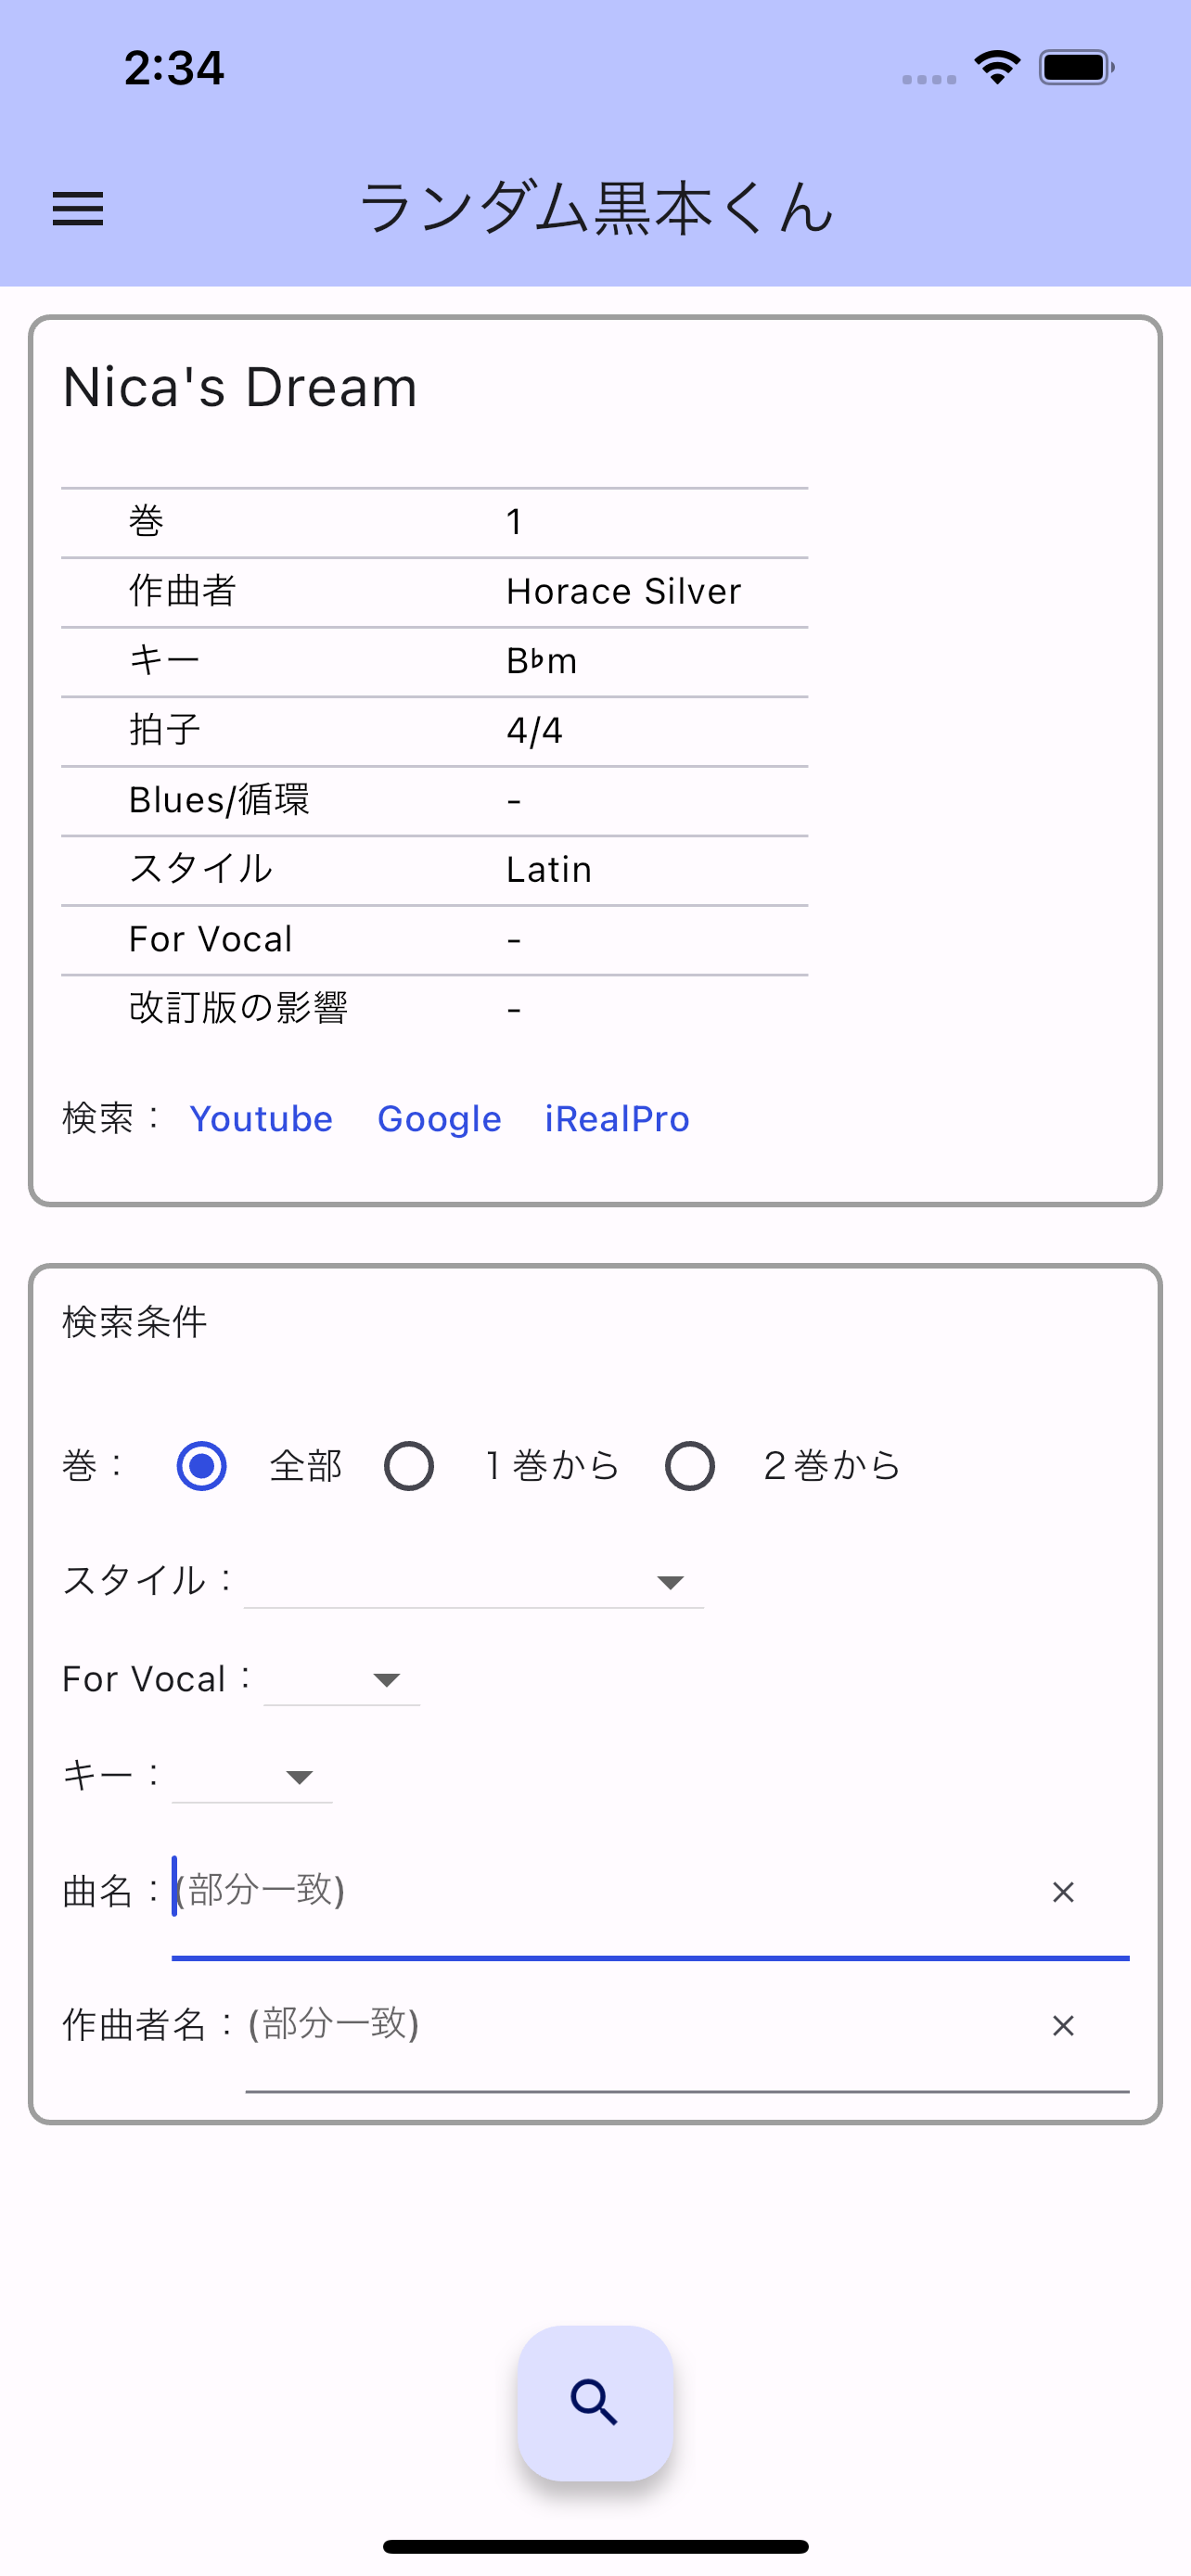 2:34
ランダム黒本くん
Nica's Dream
巻 1
作曲者 Horace Silver
キー B♭m
拍子 4/4
Blues/循環 -
スタイル Latin
For Vocal -
改訂版の影響 -
検索： Youtube Google iRealPro
検索条件
巻： 全部 １巻から ２巻から
スタイル：
For Vocal：
キー：
曲名：(部分一致)
作曲者名：(部分一致)